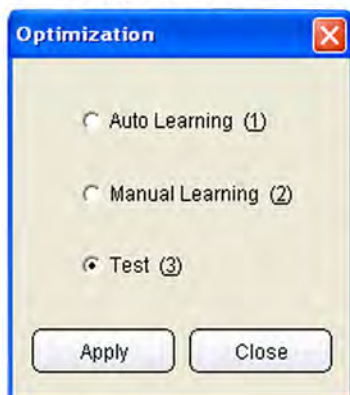 Optimization
Auto Learning (1)
Manual Learning (2)
Test (3)
Apply Close